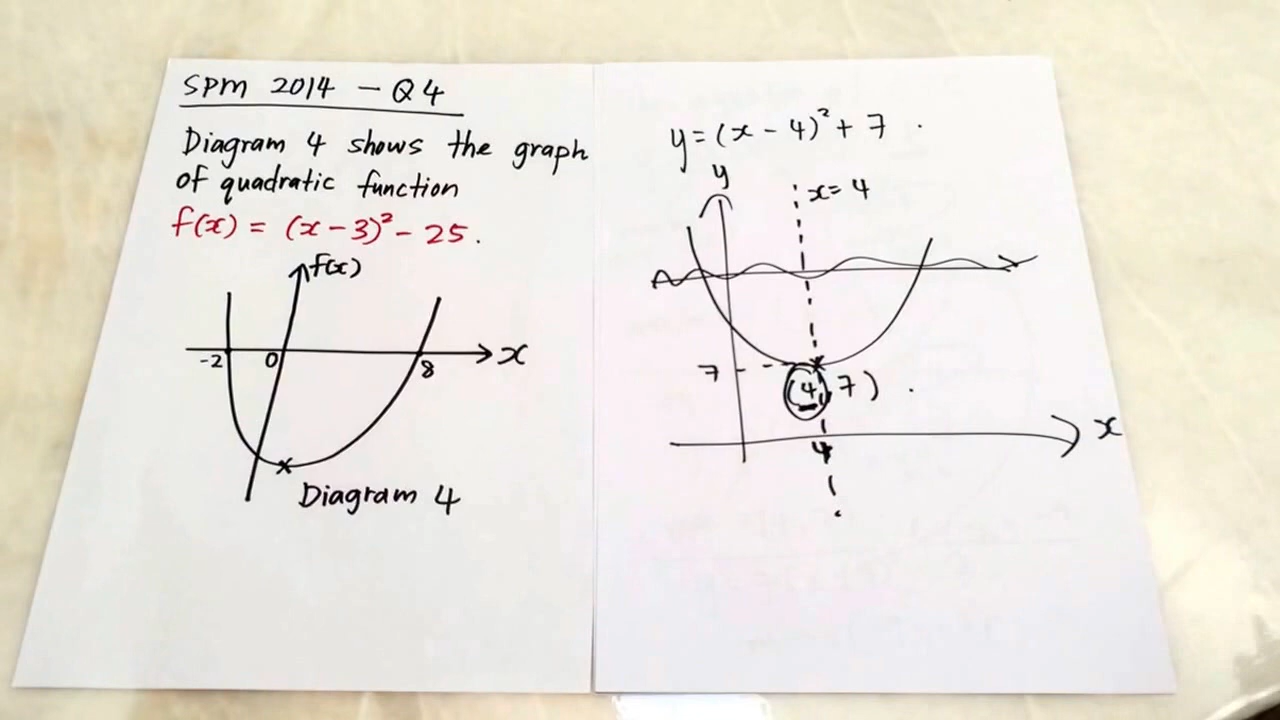 SPM 2014 - Q4
Diagram 4 shows the graph
of quadratic function
f(x) = (x-3)² - 25.
f(x)
-2 0 8 x
Diagram 4
y=(x-4)²+7.
y
x=4
7
(4,7).
x
4